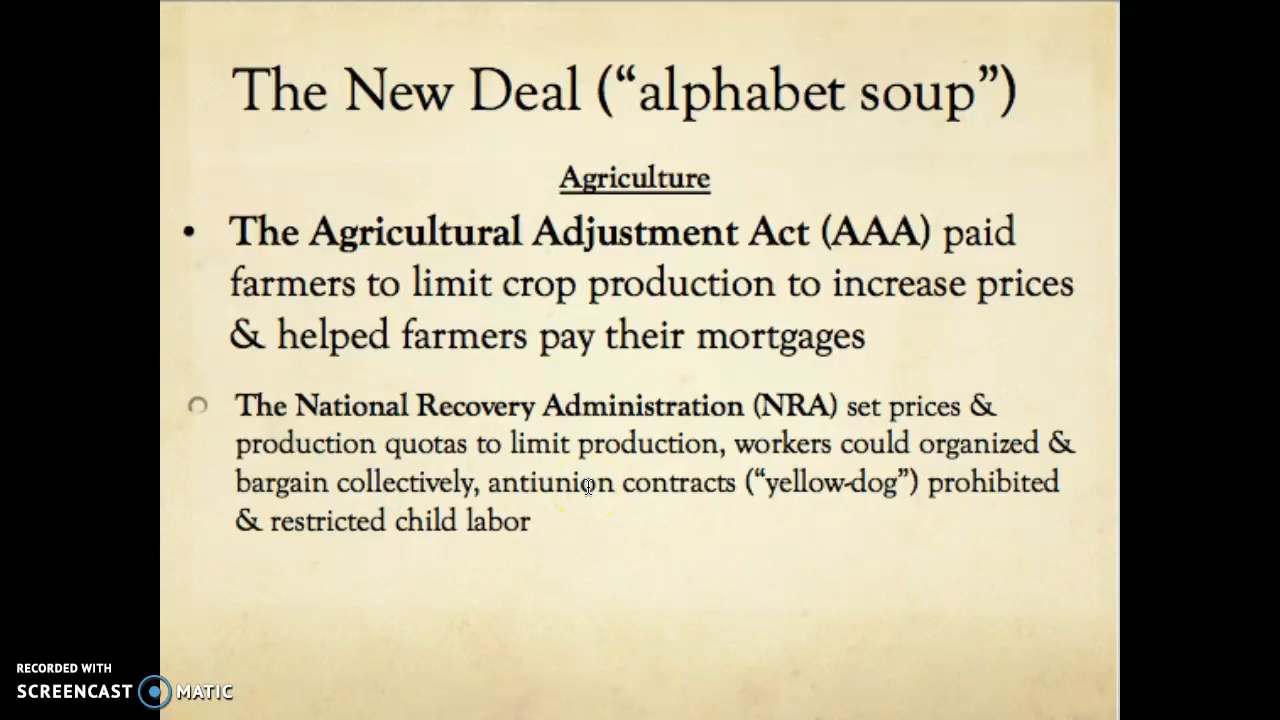 The New Deal (“alphabet soup”)
Agriculture
• The Agricultural Adjustment Act (AAA) paid
farmers to limit crop production to increase prices
& helped farmers pay their mortgages
The National Recovery Administration (NRA) set prices &
production quotas to limit production, workers could organized &
bargain collectively, antiunion contracts (“yellow-dog”) prohibited
& restricted child labor
RECORDED WITH
SCREENCAST MATIC